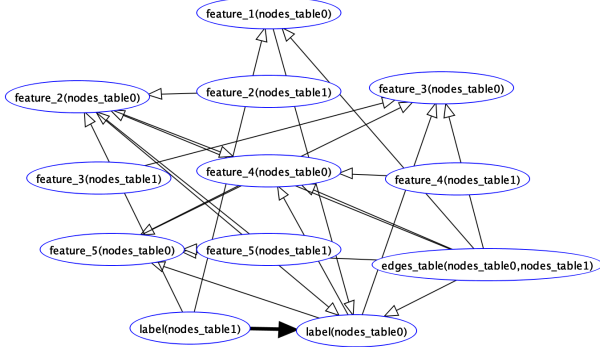 feature_1(nodes_table0)
feature_2(nodes_table0)
feature_2(nodes_table1)
feature_3(nodes_table0)
feature_3(nodes_table1)
feature_4(nodes_table0)
feature_4(nodes_table1)
feature_5(nodes_table0)
feature_5(nodes_table1)
edges_table(nodes_table0,nodes_table1)
label(nodes_table1)
label(nodes_table0)